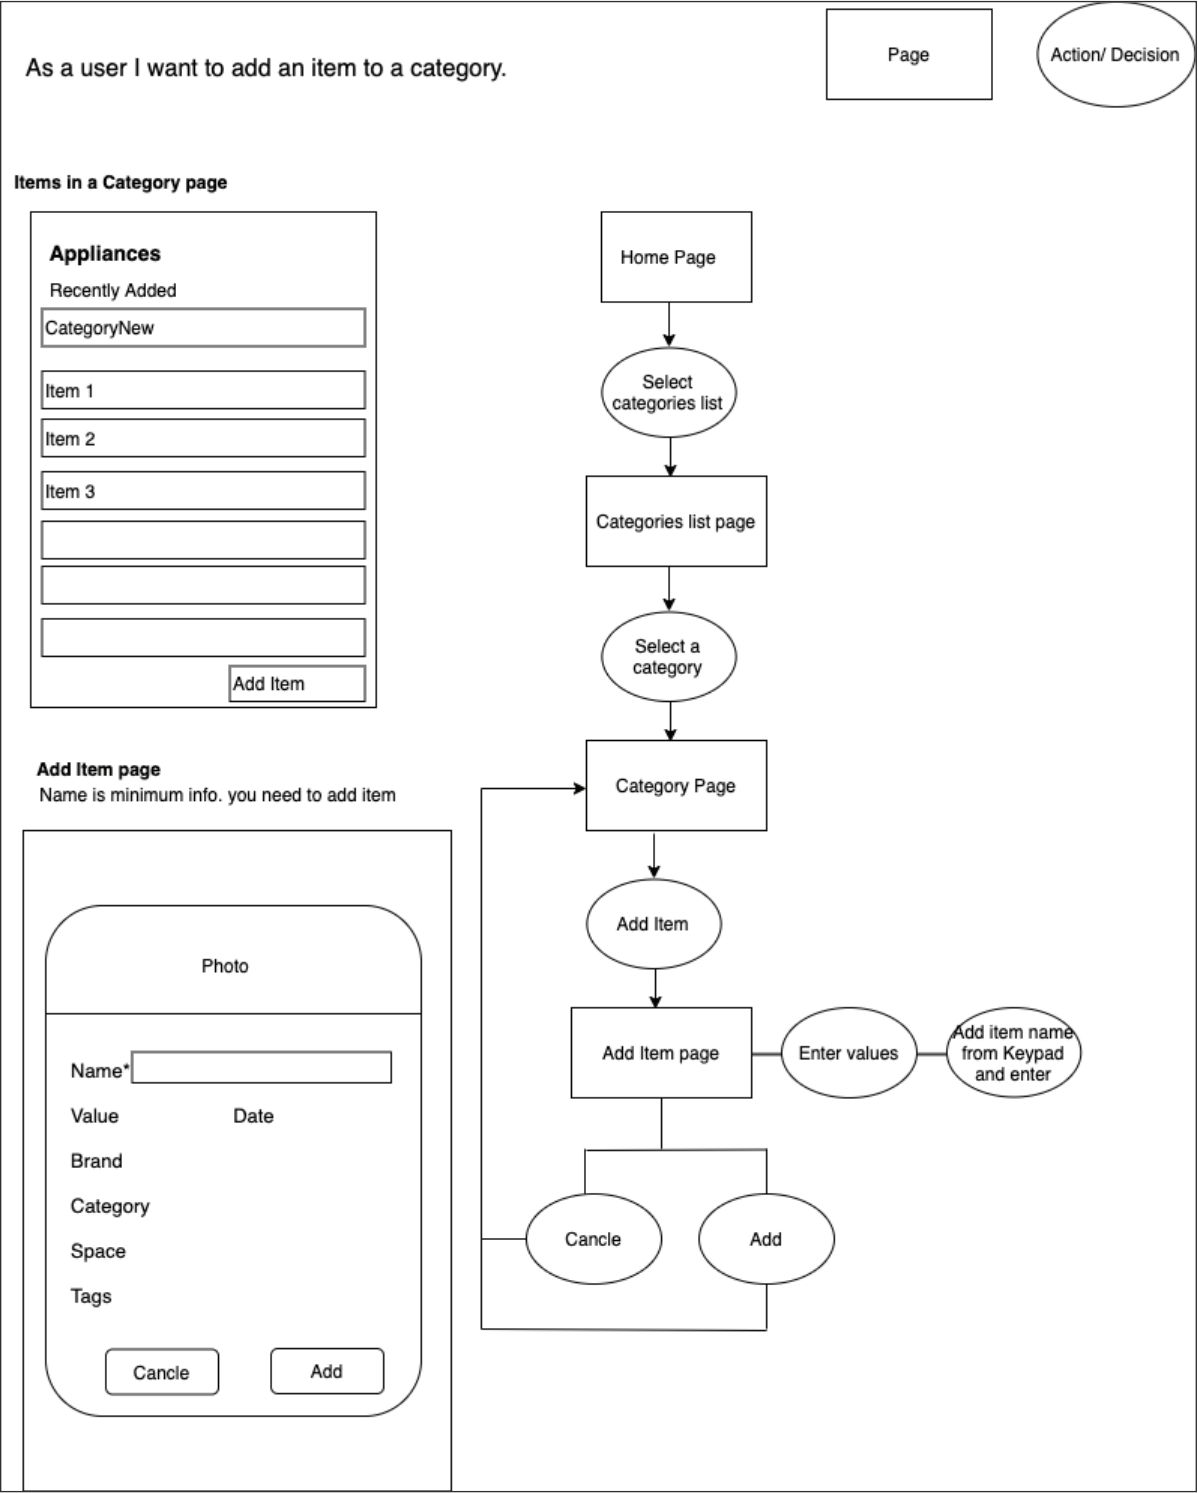 As a user I want to add an item to a category.
Page
Action/ Decision
Items in a Category page
Appliances
Recently Added
CategoryNew
Item 1
Item 2
Item 3
Add Item
Add Item page
Name is minimum info. you need to add item
Photo
Name*
Value
Date
Brand
Category
Space
Tags
Cancle
Add
Home Page
Select
categories list
Categories list page
Select a
category
Category Page
Add Item
Add Item page
Enter values
Add item name
from Keypad
and enter
Cancle
Add